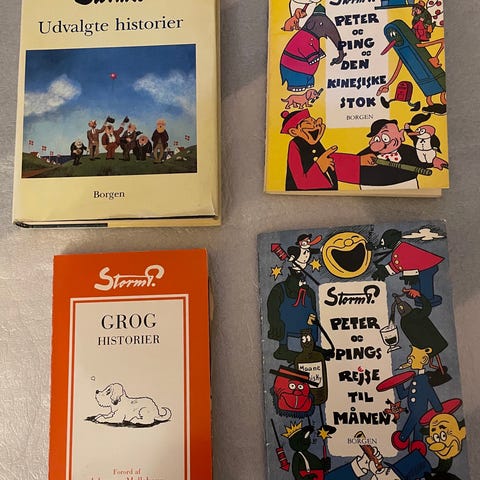 Udvalgte historier
Borgen
Storm P.
PETER
OG
PING
OG
DEN
KINESISKE
STOK
BORGEN
Storm P.
GROG
HISTORIER
Forord af
Storm P.
PETER
OG
PINGS
REJSE
TIL
MÅNEN
BORGEN
Maane